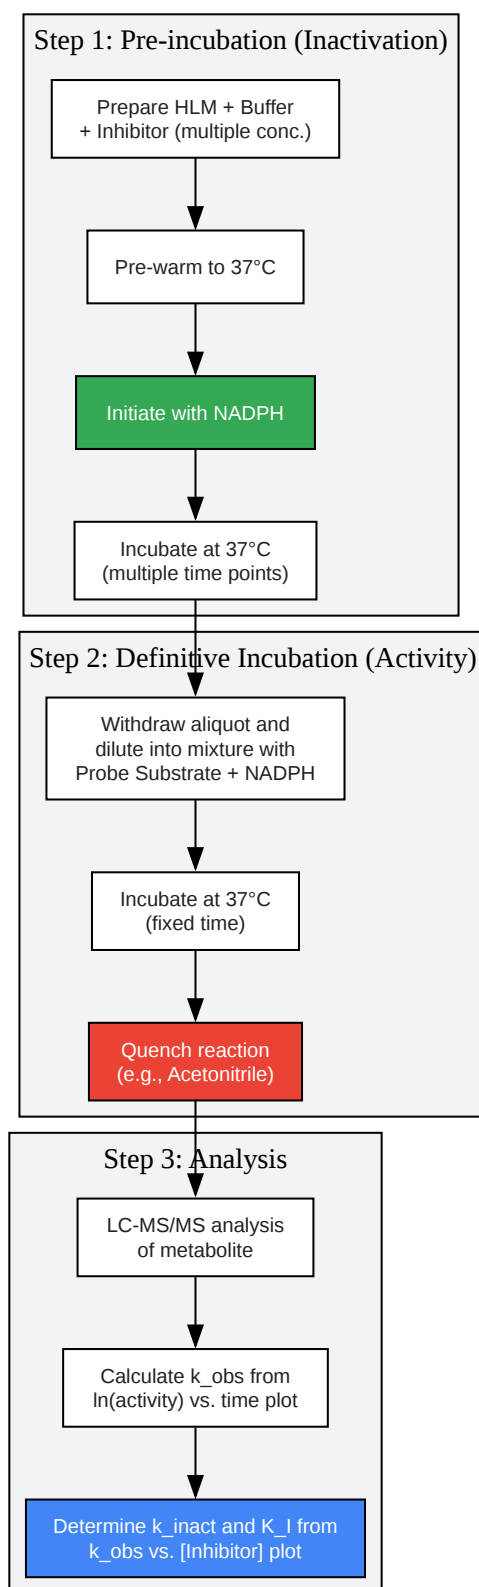 Step 1: Pre-incubation (Inactivation)
Prepare HLM + Buffer
+ Inhibitor (multiple conc.)
Pre-warm to 37°C
Initiate with NADPH
Incubate at 37°C
(multiple time points)
Step 2: Definitive Incubation (Activity)
Withdraw aliquot and
dilute into mixture with
Probe Substrate + NADPH
Incubate at 37°C
(fixed time)
Quench reaction
(e.g., Acetonitrile)
Step 3: Analysis
LC-MS/MS analysis
of metabolite
Calculate k_obs from
ln(activity) vs. time plot
Determine k_inact and K_I from
k_obs vs. [Inhibitor] plot